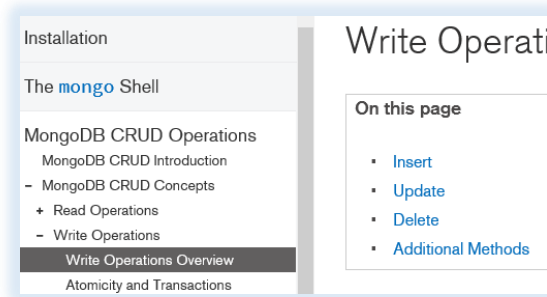 Installation
The mongo Shell
MongoDB CRUD Operations
MongoDB CRUD Introduction
– MongoDB CRUD Concepts
+ Read Operations
– Write Operations
Write Operations Overview
Atomicity and Transactions
Write Operati
On this page
▪ Insert
▪ Update
▪ Delete
▪ Additional Methods